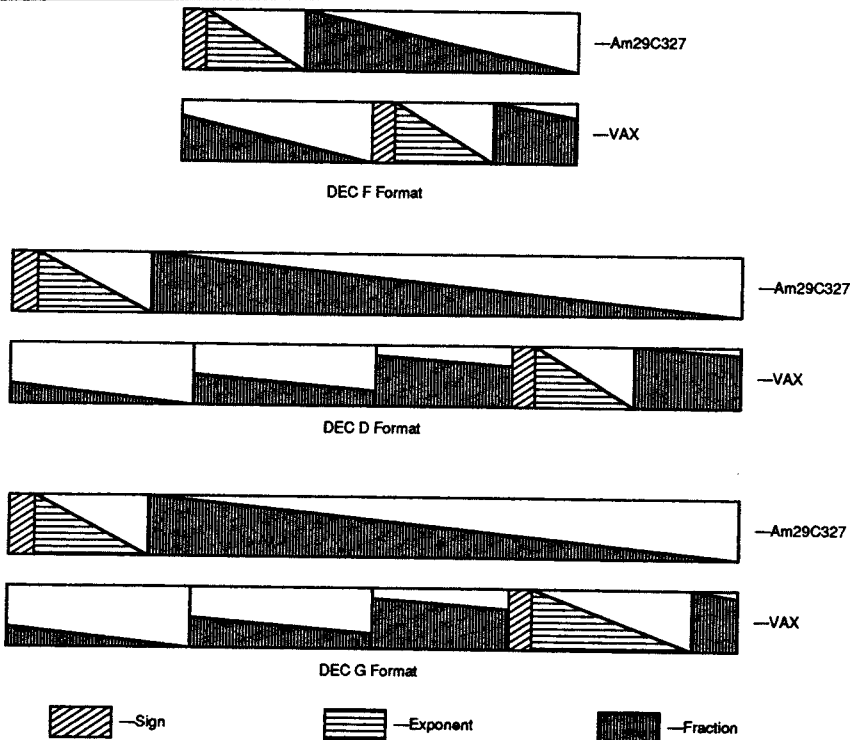 —Am29C327
—VAX
DEC F Format
—Am29C327
—VAX
DEC D Format
—Am29C327
—VAX
DEC G Format
—Sign —Exponent —Fraction